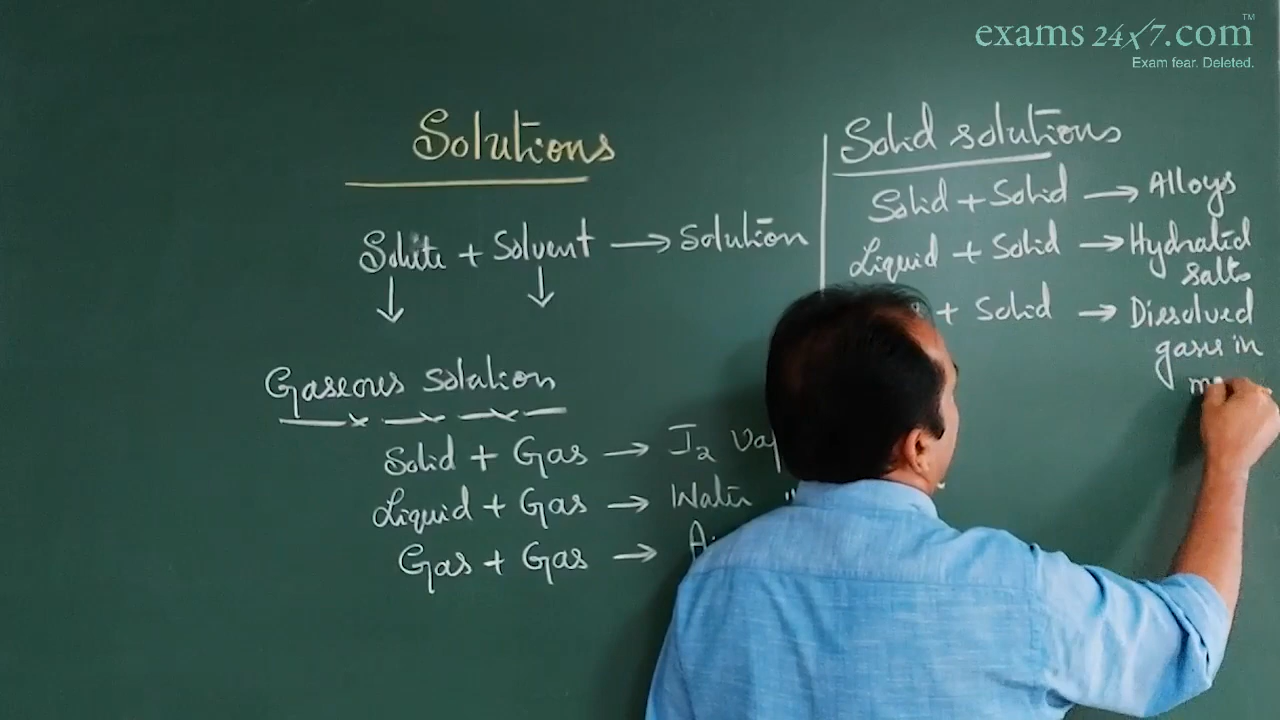 exams 24x7.com™
Exam fear. Deleted.
Solutions
Solute + Solvent → Solution
↓ ↓
Gaseous solution
Solid + Gas → I₂ Vap
Liquid + Gas → Water "
Gas + Gas →
Solid solutions
Solid + Solid → Alloys
Liquid + Solid → Hydrated
salts
+ Solid → Dissolved
gases in